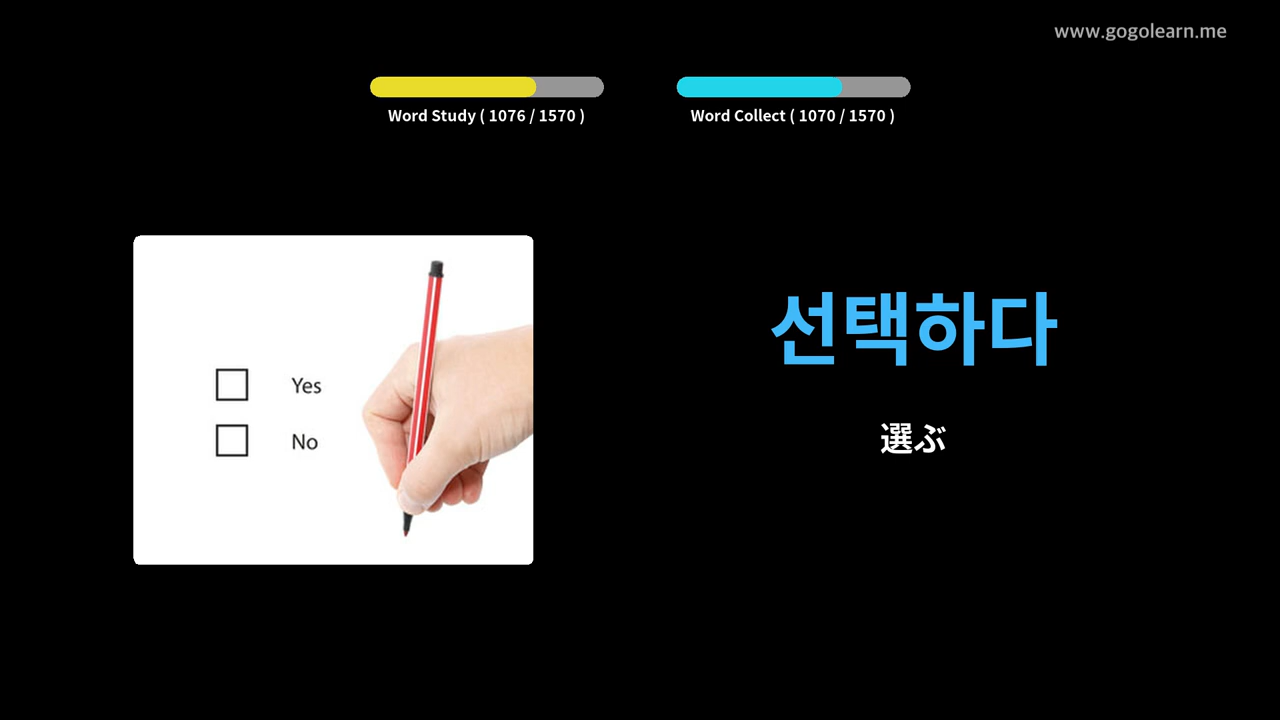 www.gogolearn.me
Word Study ( 1076 / 1570 )
Word Collect ( 1070 / 1570 )
Yes
No
선택하다
選ぶ